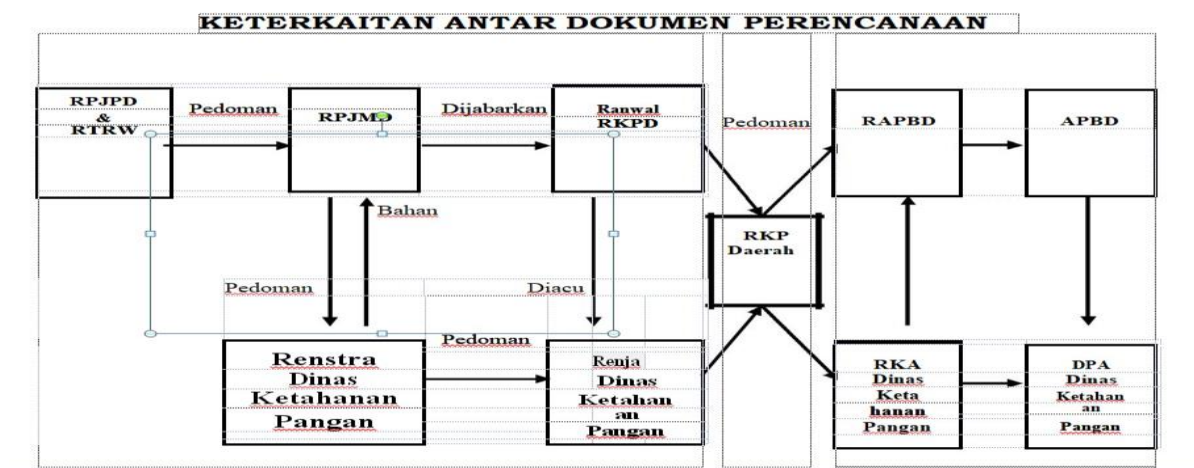 KETERKAITAN ANTAR DOKUMEN PERENCANAAN
RPJPD
&
RTRW
Pedoman
RPJMD
Dijabarkan
Ranwal
RKPD
Pedoman
RAPBD
APBD
Bahan
RKP
Daerah
Pedoman
Diacu
Pedoman
Renstra
Dinas
Ketahanan
Pangan
Renja
Dinas
Ketahan
an
Pangan
RKA
Dinas
Keta
hanan
Pangan
DPA
Dinas
Ketahan
an
Pangan